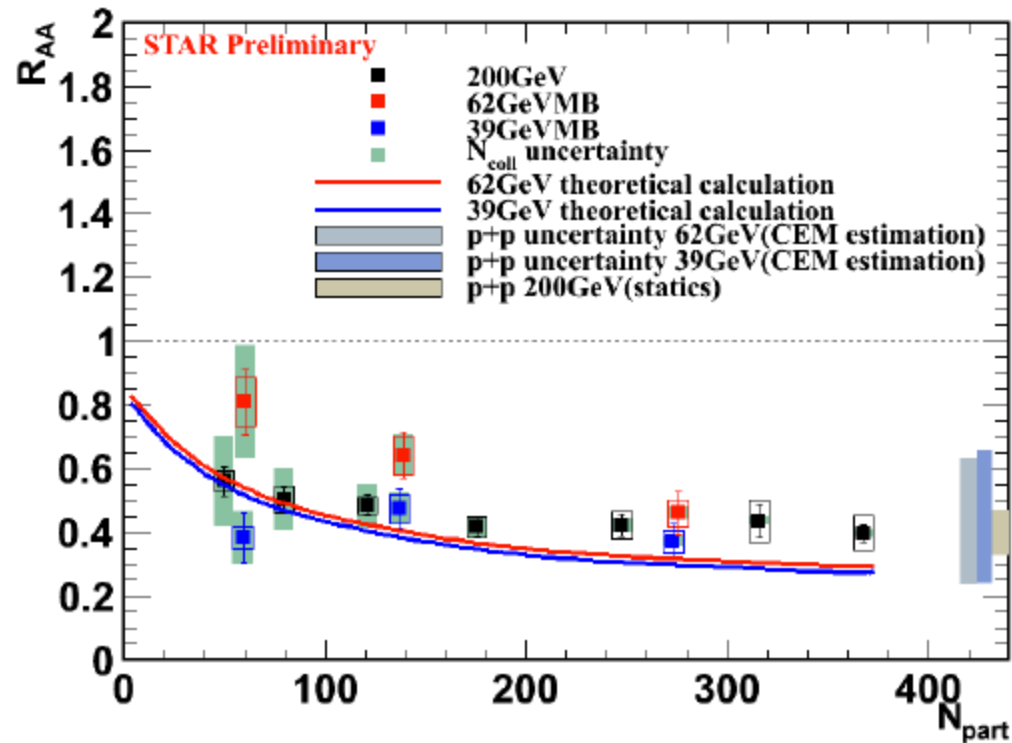 STAR Preliminary
200GeV
62GeVMB
39GeVMB
N_coll uncertainty
62GeV theoretical calculation
39GeV theoretical calculation
p+p uncertainty 62GeV(CEM estimation)
p+p uncertainty 39GeV(CEM estimation)
p+p 200GeV(statics)
R_AA
2
1.8
1.6
1.4
1.2
1
0.8
0.6
0.4
0.2
0
0 100 200 300 400
N_part